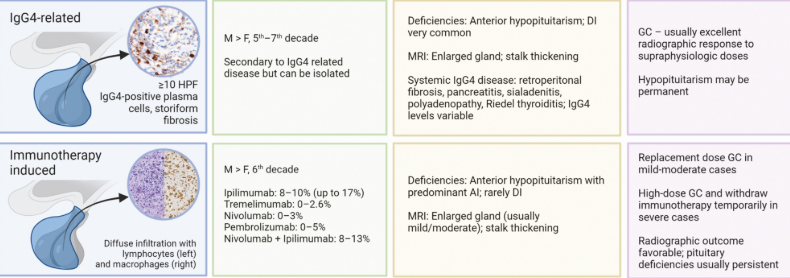 IgG4-related
≥10 HPF
IgG4-positive plasma
cells, storiform
fibrosis
M > F, 5th–7th decade
Secondary to IgG4 related
disease but can be isolated
Deficiencies: Anterior hypopituitarism; DI
very common
MRI: Enlarged gland; stalk thickening
Systemic IgG4 disease: retroperitonal
fibrosis, pancreatitis, sialadenitis,
polyadenopathy, Riedel thyroiditis; IgG4
levels variable
GC – usually excellent
radiographic response to
supraphysiologic doses
Hypopituitarism may be
permanent
Immunotherapy
induced
Diffuse infiltration with
lymphocytes (left)
and macrophages (right)
M > F, 6th decade
Ipilimumab: 8–10% (up to 17%)
Tremelimumab: 0–2.6%
Nivolumab: 0–3%
Pembrolizumab: 0–5%
Nivolumab + Ipilimumab: 8–13%
Deficiencies: Anterior hypopituitarism with
predominant AI; rarely DI
MRI: Enlarged gland (usually
mild/moderate); stalk thickening
Replacement dose GC in
mild-moderate cases
High-dose GC and withdraw
immunotherapy temporarily in
severe cases
Radiographic outcome
favorable; pituitary
deficiencies usually persistent